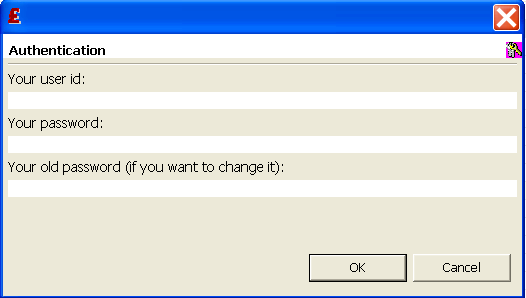 E
Authentication
Your user id:
Your password:
Your old password (if you want to change it):
OK
Cancel